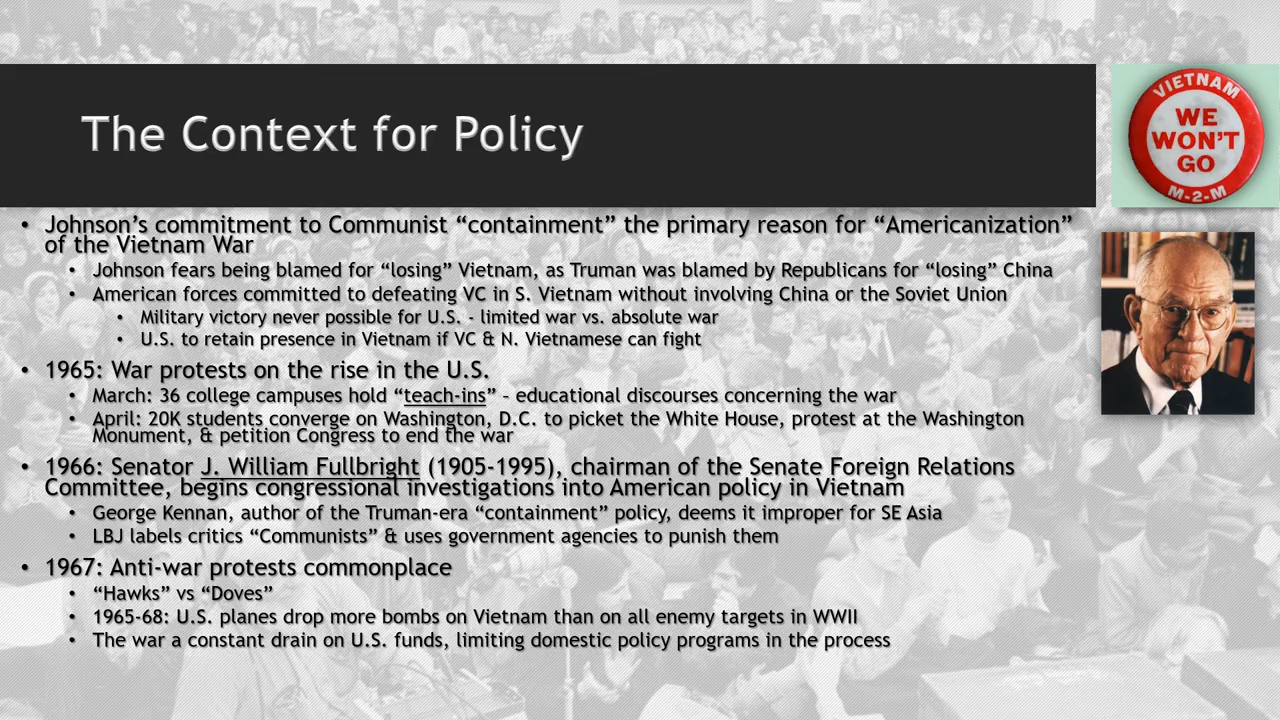 The Context for Policy
VIETNAM
WE
WON'T
GO
M-2-M
• Johnson’s commitment to Communist “containment” the primary reason for “Americanization”
of the Vietnam War
• Johnson fears being blamed for “losing” Vietnam, as Truman was blamed by Republicans for “losing” China
• American forces committed to defeating VC in S. Vietnam without involving China or the Soviet Union
• Military victory never possible for U.S. - limited war vs. absolute war
• U.S. to retain presence in Vietnam if VC & N. Vietnamese can fight
• 1965: War protests on the rise in the U.S.
• March: 36 college campuses hold “teach-ins” – educational discourses concerning the war
• April: 20K students converge on Washington, D.C. to picket the White House, protest at the Washington
Monument, & petition Congress to end the war
• 1966: Senator J. William Fullbright (1905-1995), chairman of the Senate Foreign Relations
Committee, begins congressional investigations into American policy in Vietnam
• George Kennan, author of the Truman-era “containment” policy, deems it improper for SE Asia
• LBJ labels critics “Communists” & uses government agencies to punish them
• 1967: Anti-war protests commonplace
• “Hawks” vs “Doves”
• 1965-68: U.S. planes drop more bombs on Vietnam than on all enemy targets in WWII
• The war a constant drain on U.S. funds, limiting domestic policy programs in the process